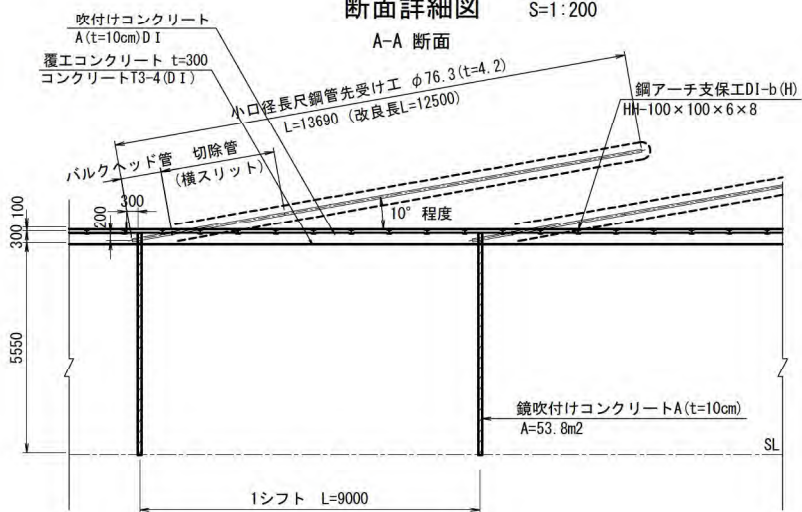 断面詳細図 S=1:200
A-A 断面
吹付けコンクリート
A(t=10cm)DⅠ
覆工コンクリート t=300
コンクリートT3-4(DⅠ)
小口径長尺鋼管先受け工 φ76.3(t=4.2)
L=13690 (改良長L=12500)
鋼アーチ支保工DI-b(H)
HH-100×100×6×8
バルクヘッド管 切除管
(横スリット)
300
200
300 100
10° 程度
5550
鏡吹付けコンクリートA(t=10cm)
A=53.8m2
SL
1シフト L=9000